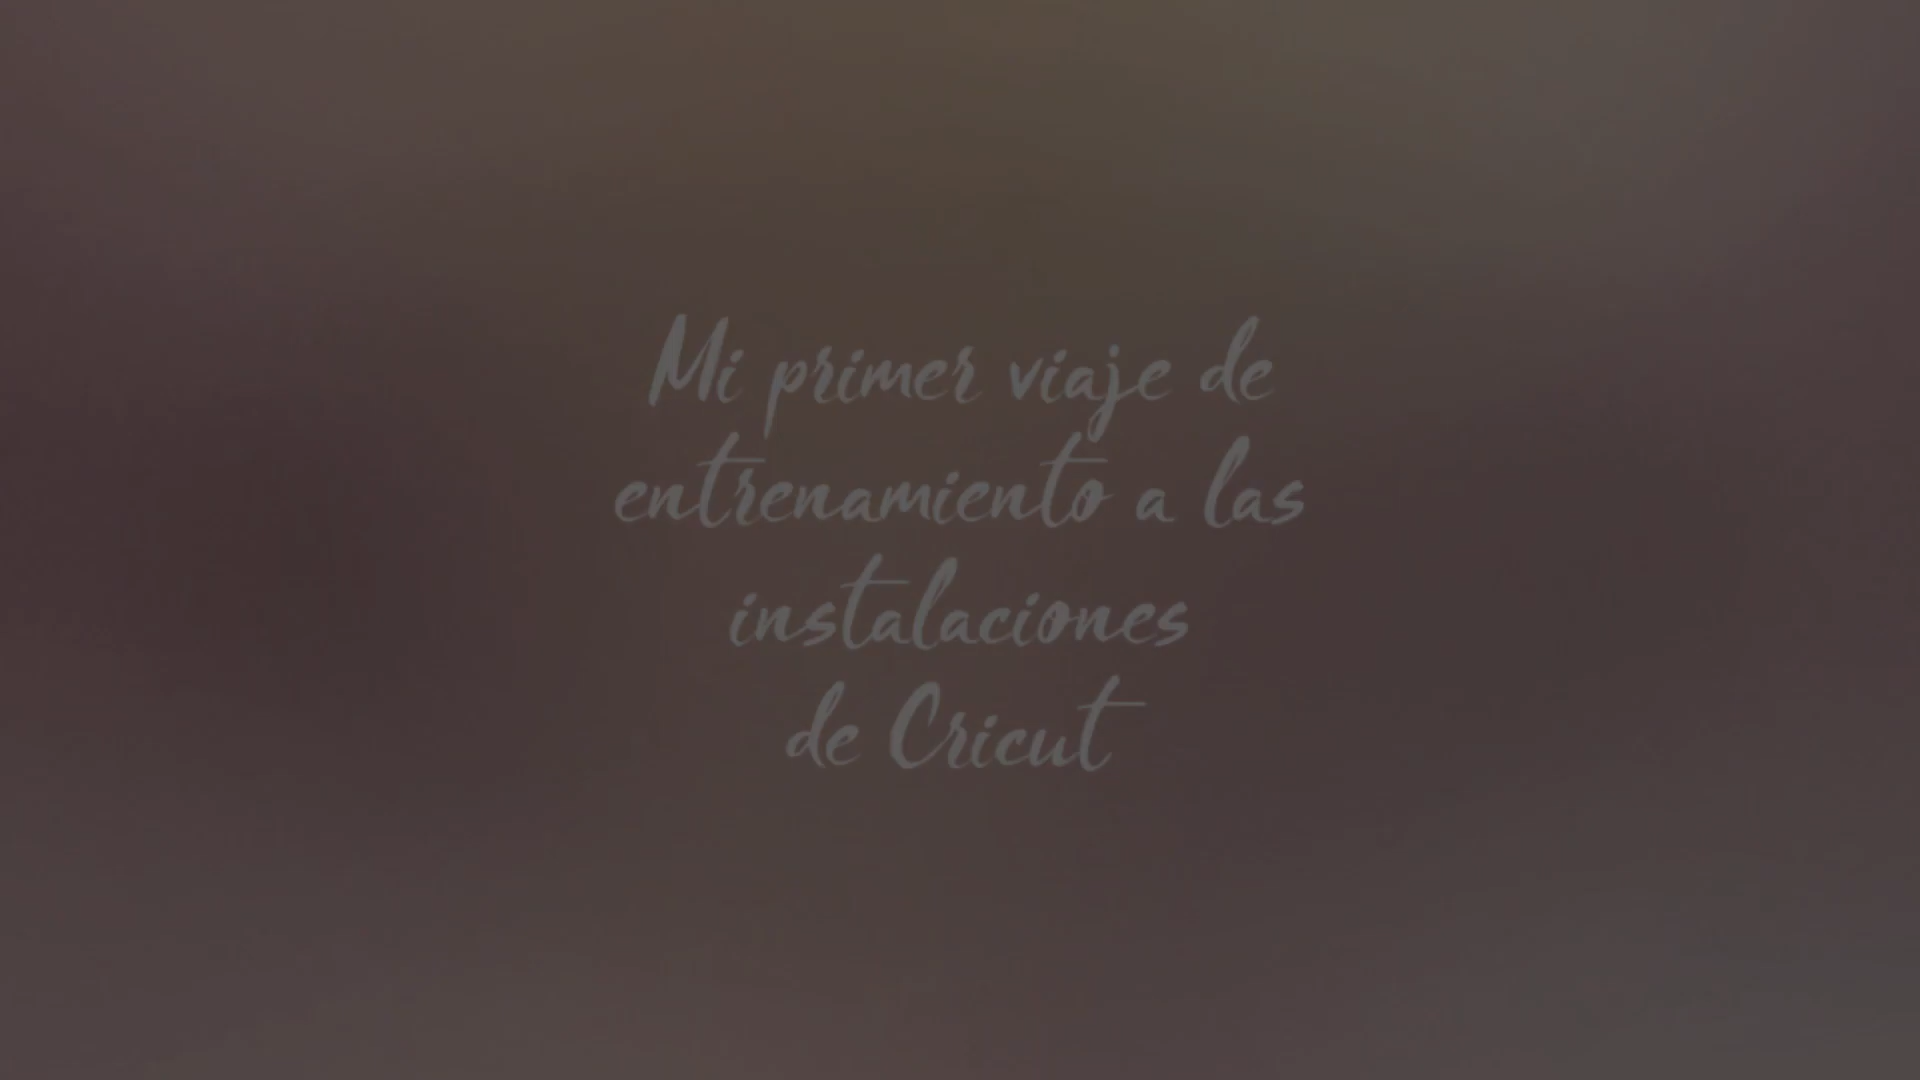 Mi primer viaje de
entrenamiento a las
instalaciones
de Cricut